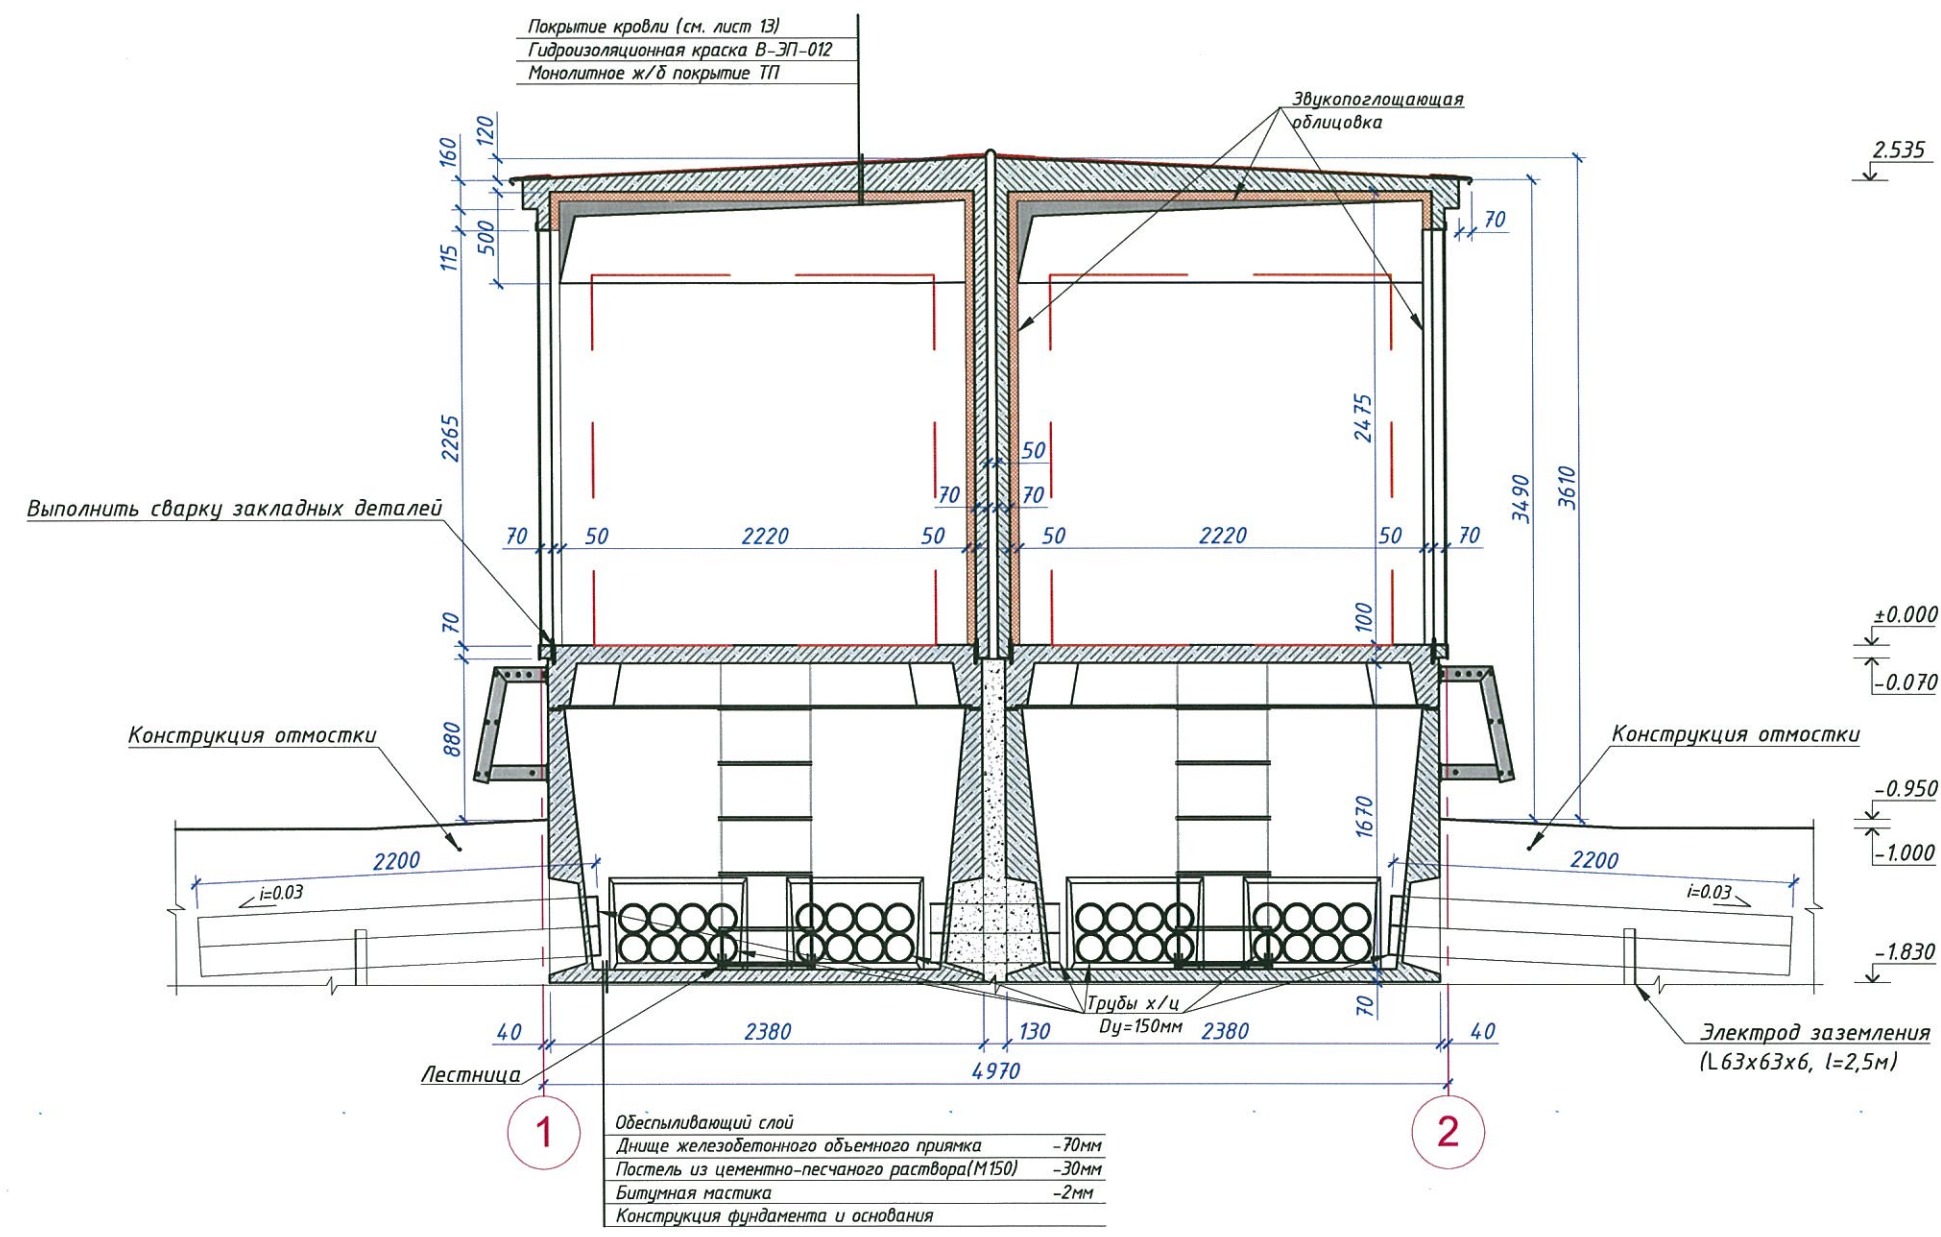 Покрытие кровли (см. лист 13)
Гидроизоляционная краска В-ЭП-012
Монолитное ж/б покрытие ТП
Звукопоглощающая
облицовка
160
120
115
500
2265
70
880
2.535
70
2475
3490
3610
50
70
70
Выполнить сварку закладных деталей
70
50
2220
50
50
2220
50
70
100
±0.000
-0.070
Конструкция отмостки
Конструкция отмостки
-0.950
-1.000
1670
2200
2200
i=0.03
i=0.03
-1.830
70
Трубы х/ц
Dy=150мм
40
2380
130
2380
40
Электрод заземления
(L63x63x6, l=2,5м)
Лестница
4970
1
2
Обеспыливающий слой
Днище железобетонного объемного приямка -70мм
Постель из цементно-песчаного раствора(М150) -30мм
Битумная мастика -2мм
Конструкция фундамента и основания